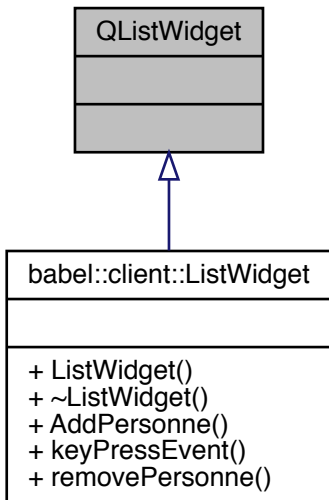 QListWidget
babel::client::ListWidget
+ ListWidget()
+ ~ListWidget()
+ AddPersonne()
+ keyPressEvent()
+ removePersonne()